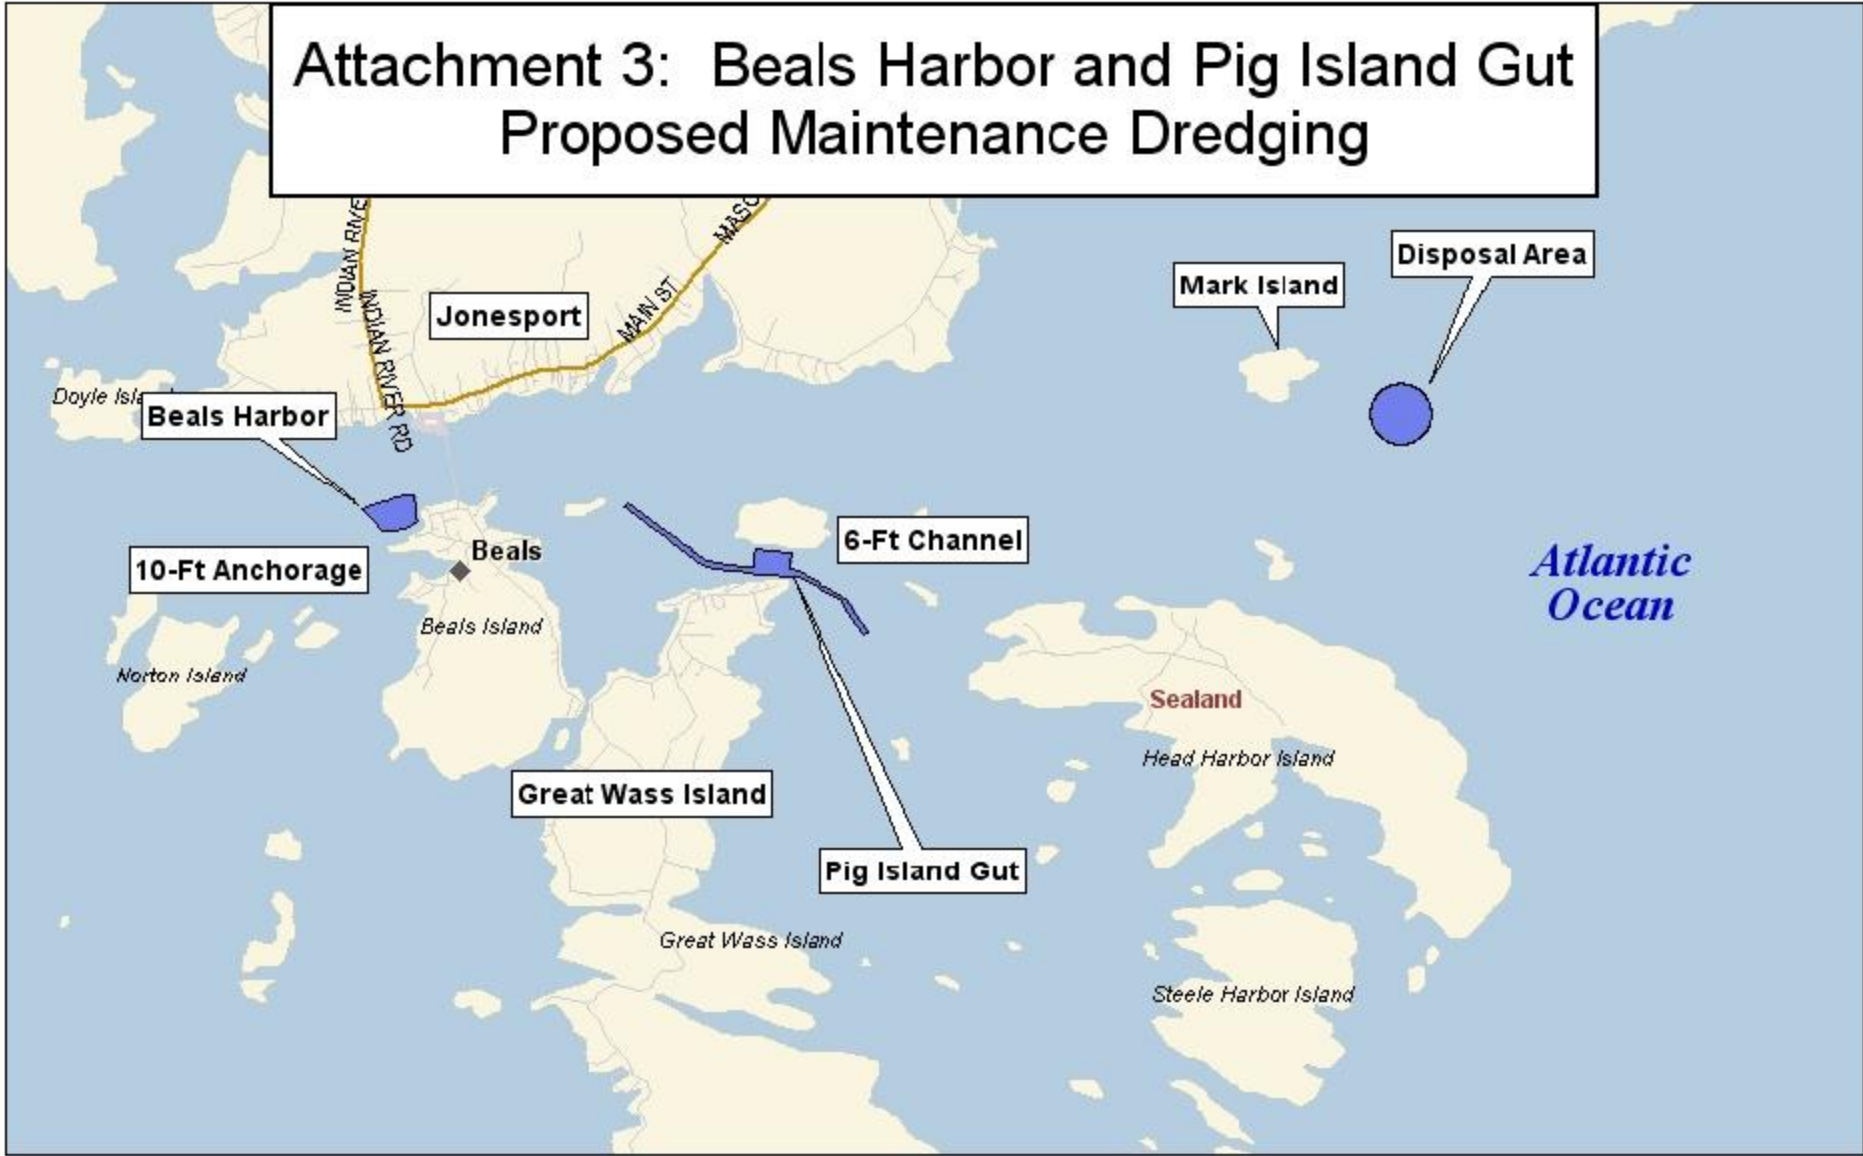 Attachment 3: Beals Harbor and Pig Island Gut
Proposed Maintenance Dredging
INDIAN RIVE
MASO
Disposal Area
Mark Island
Jonesport
MAIN ST
INDIAN RIVER RD
Doyle Isla
Beals Harbor
6-Ft Channel
Beals
10-Ft Anchorage
Atlantic
Ocean
Beals Island
Norton Island
Sealand
Head Harbor Island
Great Wass Island
Pig Island Gut
Great Wass Island
Steele Harbor Island